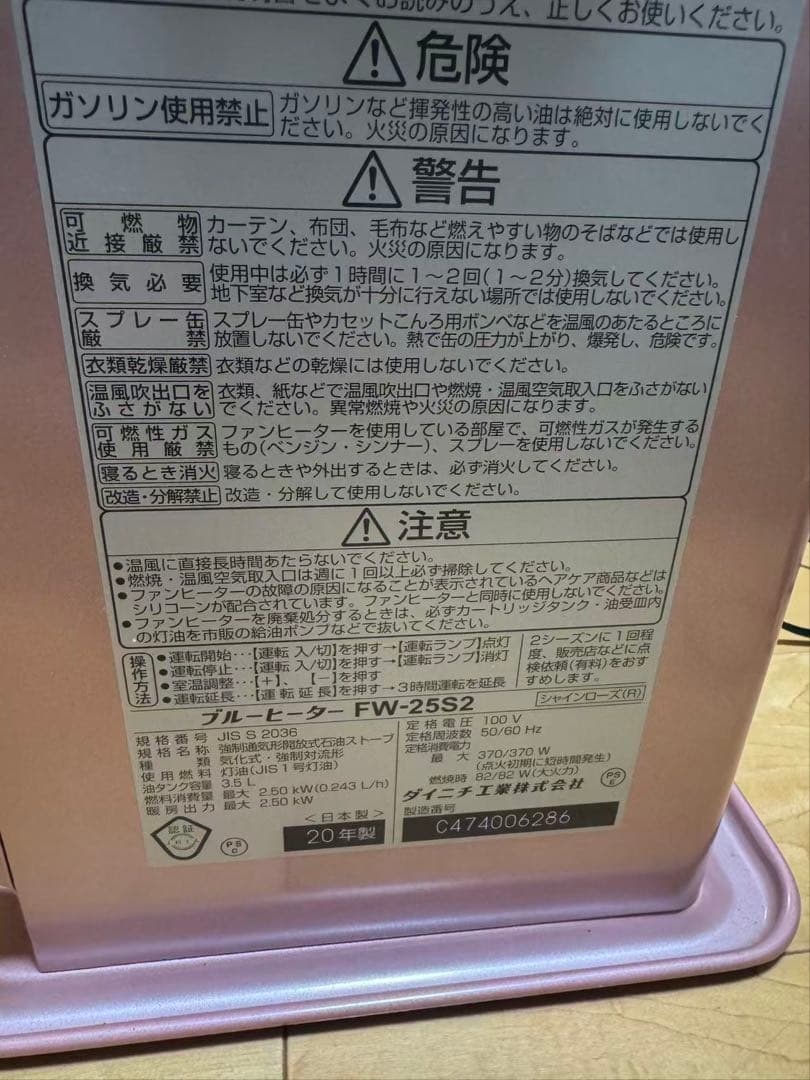 をよくお読みのうえ、正しくお使いください。
危険
ガソリン使用禁止
ガソリンなど揮発性の高い油は絶対に使用しないでく
ださい。火災の原因になります。
警告
可燃物
近接厳禁
カーテン、布団、毛布など燃えやすい物のそばなどでは使用し
ないでください。火災の原因になります。
換気必要
使用中は必ず1時間に1〜2回(1〜2分)換気してください。
地下室など換気が十分に行えない場所では使用しないでください。
スプレー缶
厳禁
スプレー缶やカセットこんろ用ボンベなどを温風のあたるところに
放置しないでください。熱で缶の圧力が上がり、爆発し、危険です。
衣類乾燥厳禁
衣類などの乾燥には使用しないでください。
温風吹出口を
ふさがない
衣類、紙などで温風吹出口や燃焼・温風空気取入口をふさがない
でください。異常燃焼や火災の原因になります。
可燃性ガス
使用厳禁
ファンヒーターを使用している部屋で、可燃性ガスが発生する
もの(ベンジン・シンナー)、スプレーを使用しないでください。
寝るとき消火
寝るときや外出するときは、必ず消火してください。
改造・分解禁止
改造・分解して使用しないでください。
注意
●温風に直接長時間あたらないでください。
●燃焼・温風空気取入口は週に1回以上必ず掃除してください。
●ファンヒーターの故障の原因になることが表示されているヘアケア商品などは
シリコーンが配合されています。ファンヒーターと同時に使用しないでください。
●ファンヒーターを廃棄処分するときは、必ずカートリッジタンク・油受皿内
の灯油を市販の給油ポンプなどで抜いてください。
操作方法
●運転開始…【運転 入/切】を押す→【運転ランプ】点灯
●運転停止…【運転 入/切】を押す→【運転ランプ】消灯
●室温調整…【+】、【−】を押す
●運転延長…【運転延長】を押す→3時間運転を延長
2シーズンに1回程
度、販売店などに点
検依頼(有料)をおす
すめします。
ブルーヒーター FW-25S2
シャインローズ(R)
規格番号 JIS S 2036
規格名称 強制通気形開放式石油ストーブ
種類 気化式・強制対流形
使用燃料 灯油(JIS1号灯油)
油タンク容量 3.5 L
燃料消費量 最大 2.50 kW(0.243 L/h)
暖房出力 最大 2.50 kW
定格電圧 100 V
定格周波数 50/60 Hz
定格消費電力
最大 370/370 W
(点火初期に短時間発生)
燃焼時 82/82 W(大火力)
ダイニチ工業株式会社
PS
E
<日本製>
認証
PS
C
20年製
製造番号
C474006286